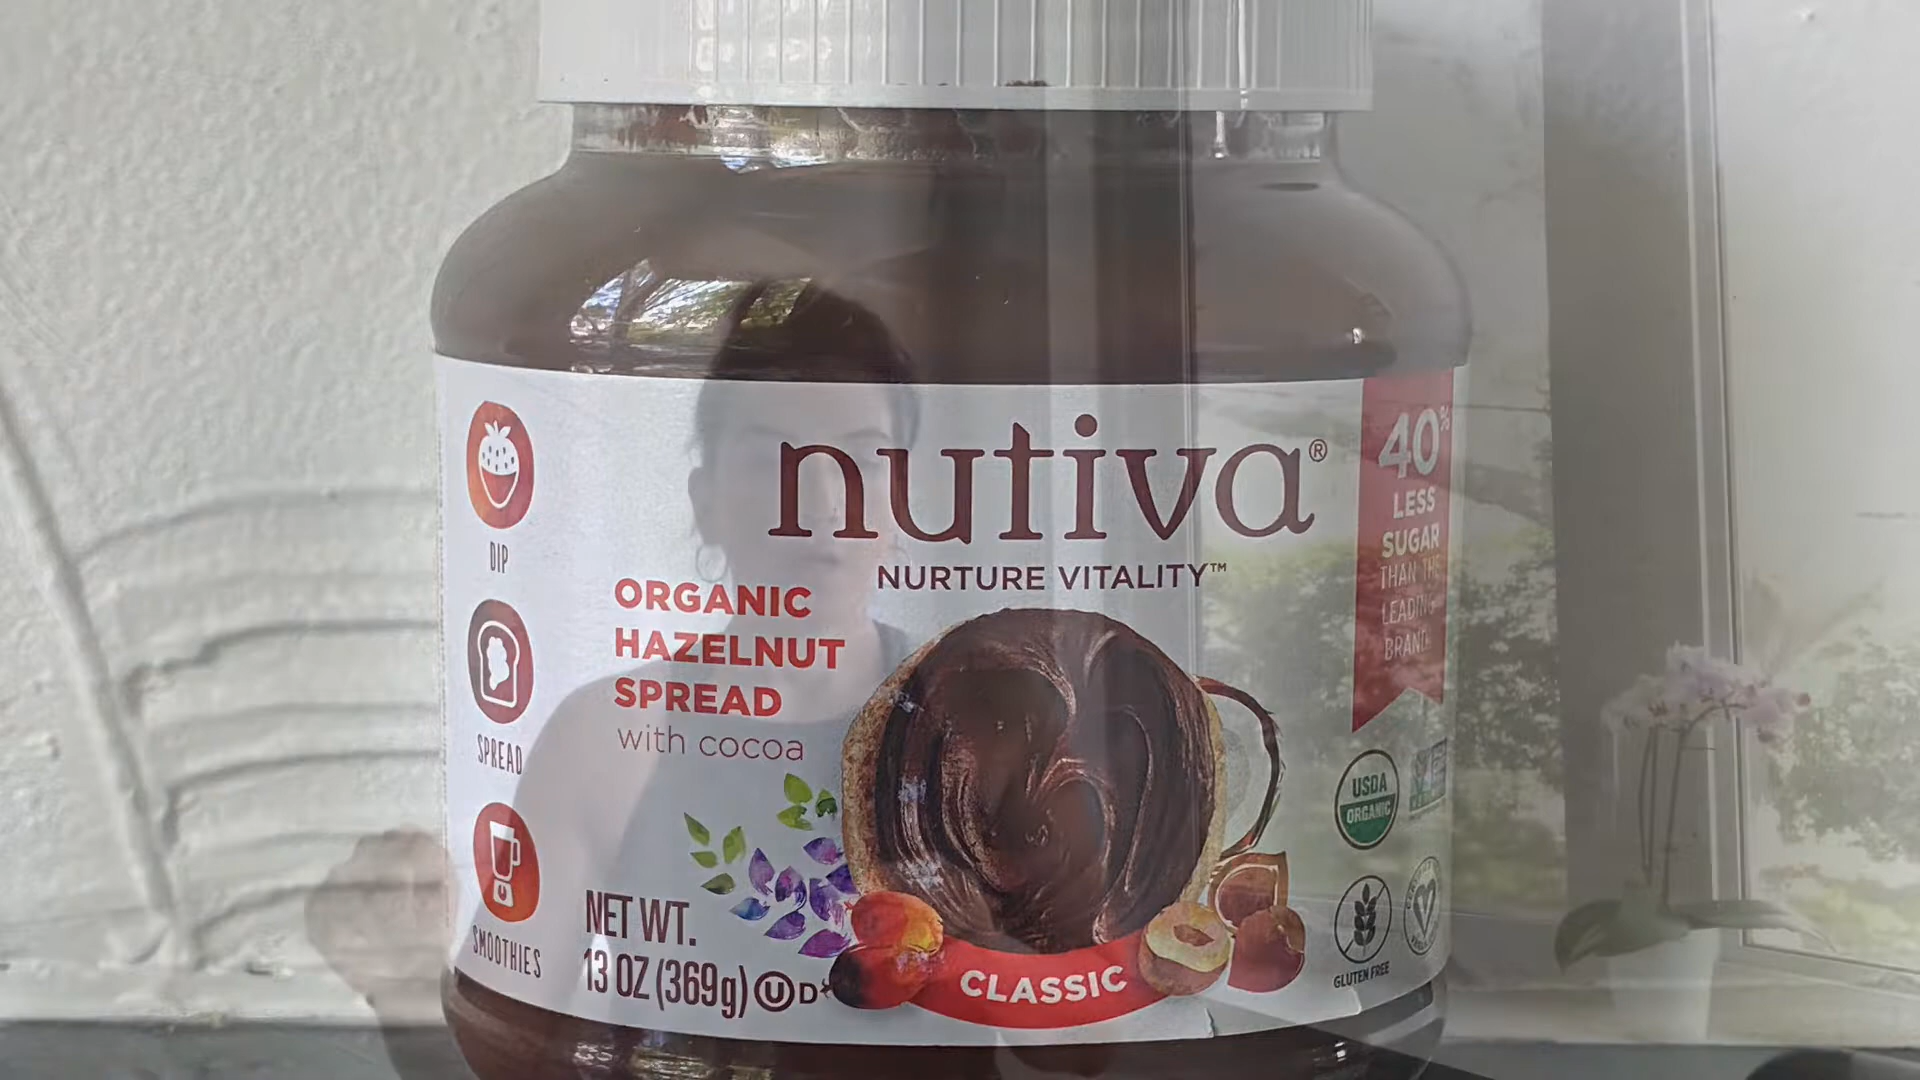 nutiva®
NURTURE VITALITY™
ORGANIC
HAZELNUT
SPREAD
with cocoa
DIP
SPREAD
SMOOTHIES
40%
LESS
SUGAR
THAN THE
LEADING
BRAND.
USDA
ORGANIC
GLUTEN FREE
NET WT.
13 OZ (369g) Ⓤ D*
CLASSIC